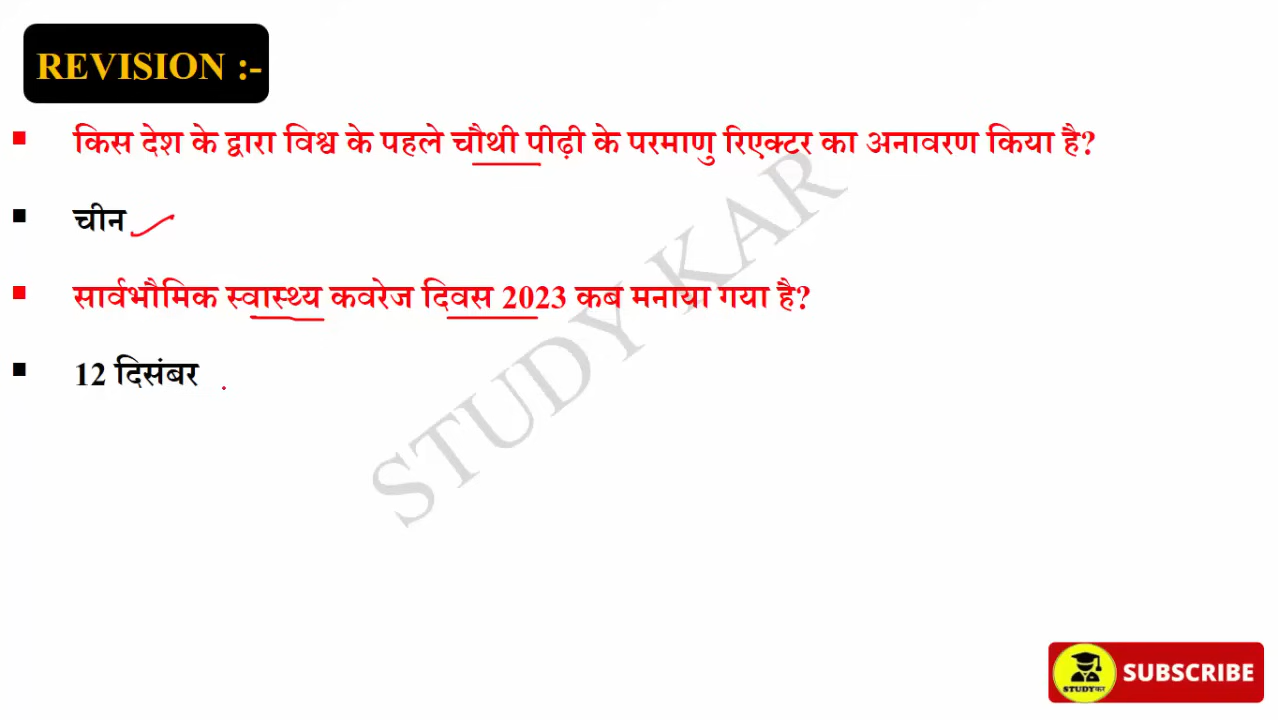 REVISION :-
किस देश के द्वारा विश्व के पहले चौथी पीढ़ी के परमाणु रिएक्टर का अनावरण किया है?
चीन
सार्वभौमिक स्वास्थ्य कवरेज दिवस 2023 कब मनाया गया है?
12 दिसंबर
STUDY KAR
SUBSCRIBE
STUDYकर